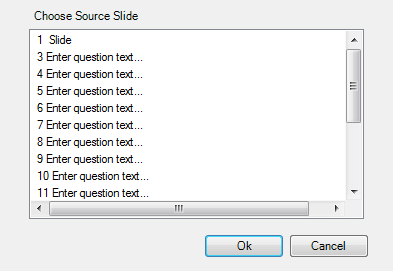 Choose Source Slide
1 Slide
3 Enter question text...
4 Enter question text...
5 Enter question text...
6 Enter question text...
7 Enter question text...
8 Enter question text...
9 Enter question text...
10 Enter question text...
11 Enter question text...
Ok Cancel